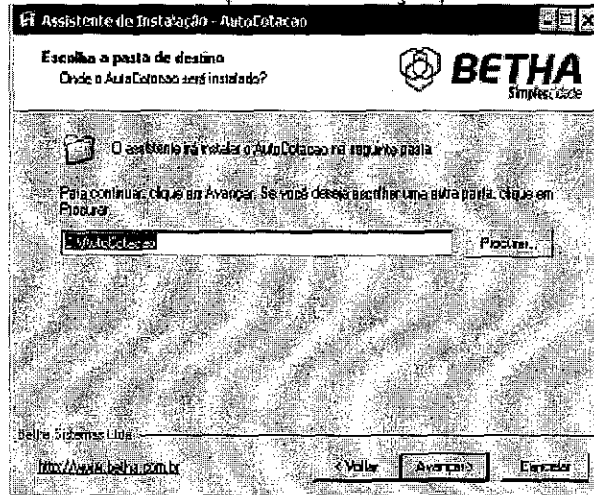 Assistente de Instalação - AutoCotacao
Escolha a pasta de destino
Onde o AutoCotacao será instalado?
BETHA
Simplescidade
O assistente irá instalar o AutoCotacao na seguinte pasta
Para continuar, clique em Avançar. Se você deseja escolher uma outra pasta, clique em
Procurar.
C:\AutoCotacao
Procurar...
Betha Sistemas Ltda
http://www.betha.com.br
< Voltar
Avançar >
Cancelar